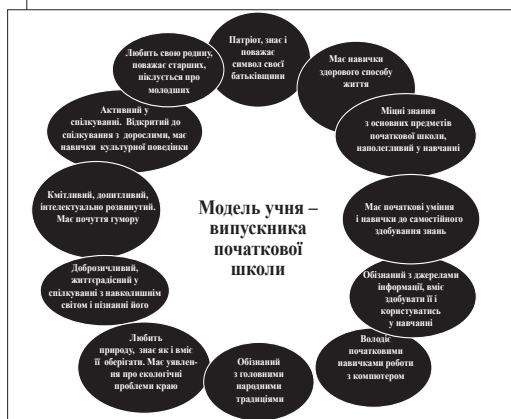 Патріот, знає і
поважає
символ своєї
батьківщини
Має навички
здорового способу
життя
Міцні знання
з основних предметів
початкової школи,
наполегливий у навчанні
Має початкові уміння
і навички до самостійного
здобування знань
Обізнаний з джерелами
інформації, вміє
здобувати її і
користуватись
у навчанні
Володіє
початковими
навичками роботи
з компютером
Обізнаний
з головними
народними
традиціями
Любить
природу, знає як і вміє
її оберігати. Має уявлен-
ня про екологічні
проблеми краю
Доброзичливий,
життєрадісний у
спілкуванні з навколишнім
світом і пізнанні його
Кмітливий, допитливий,
інтелектуально розвинутий.
Має почуття гумору
Активний у
спілкуванні. Відкритий до
спілкування з дорослими, має
навички культурної поведінки
Любить свою родину,
поважає старших,
піклується про
молодших
Модель учня –
випускника
початкової
школи